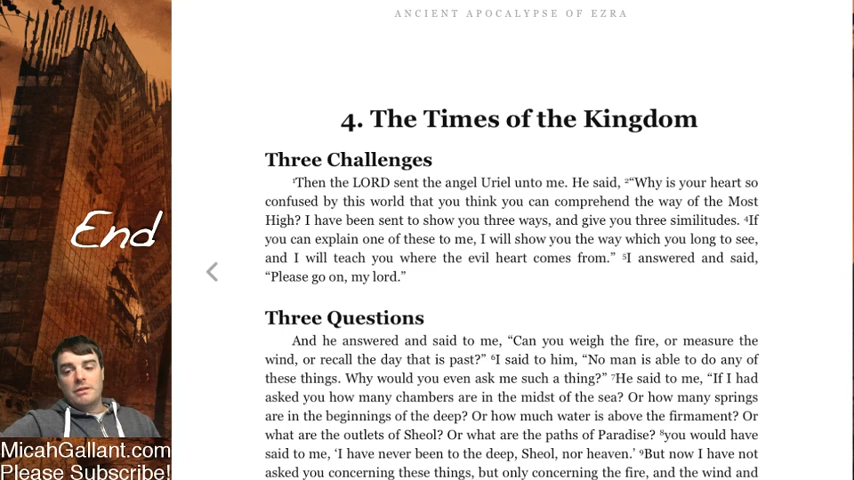 ANCIENT APOCALYPSE OF EZRA
4. The Times of the Kingdom
Three Challenges
¹Then the LORD sent the angel Uriel unto me. He said, ²“Why is your heart so
confused by this world that you think you can comprehend the way of the Most
High? I have been sent to show you three ways, and give you three similitudes. ⁴If
you can explain one of these to me, I will show you the way which you long to see,
and I will teach you where the evil heart comes from.” ⁵I answered and said,
“Please go on, my lord.”
Three Questions
And he answered and said to me, “Can you weigh the fire, or measure the
wind, or recall the day that is past?” ⁶I said to him, “No man is able to do any of
these things. Why would you even ask me such a thing?” ⁷He said to me, “If I had
asked you how many chambers are in the midst of the sea? Or how many springs
are in the beginnings of the deep? Or how much water is above the firmament? Or
what are the outlets of Sheol? Or what are the paths of Paradise? ⁸you would have
said to me, ‘I have never been to the deep, Sheol, nor heaven.’ ⁹But now I have not
asked you concerning these things, but only concerning the fire, and the wind and
End
MicahGallant.com
Please Subscribe!